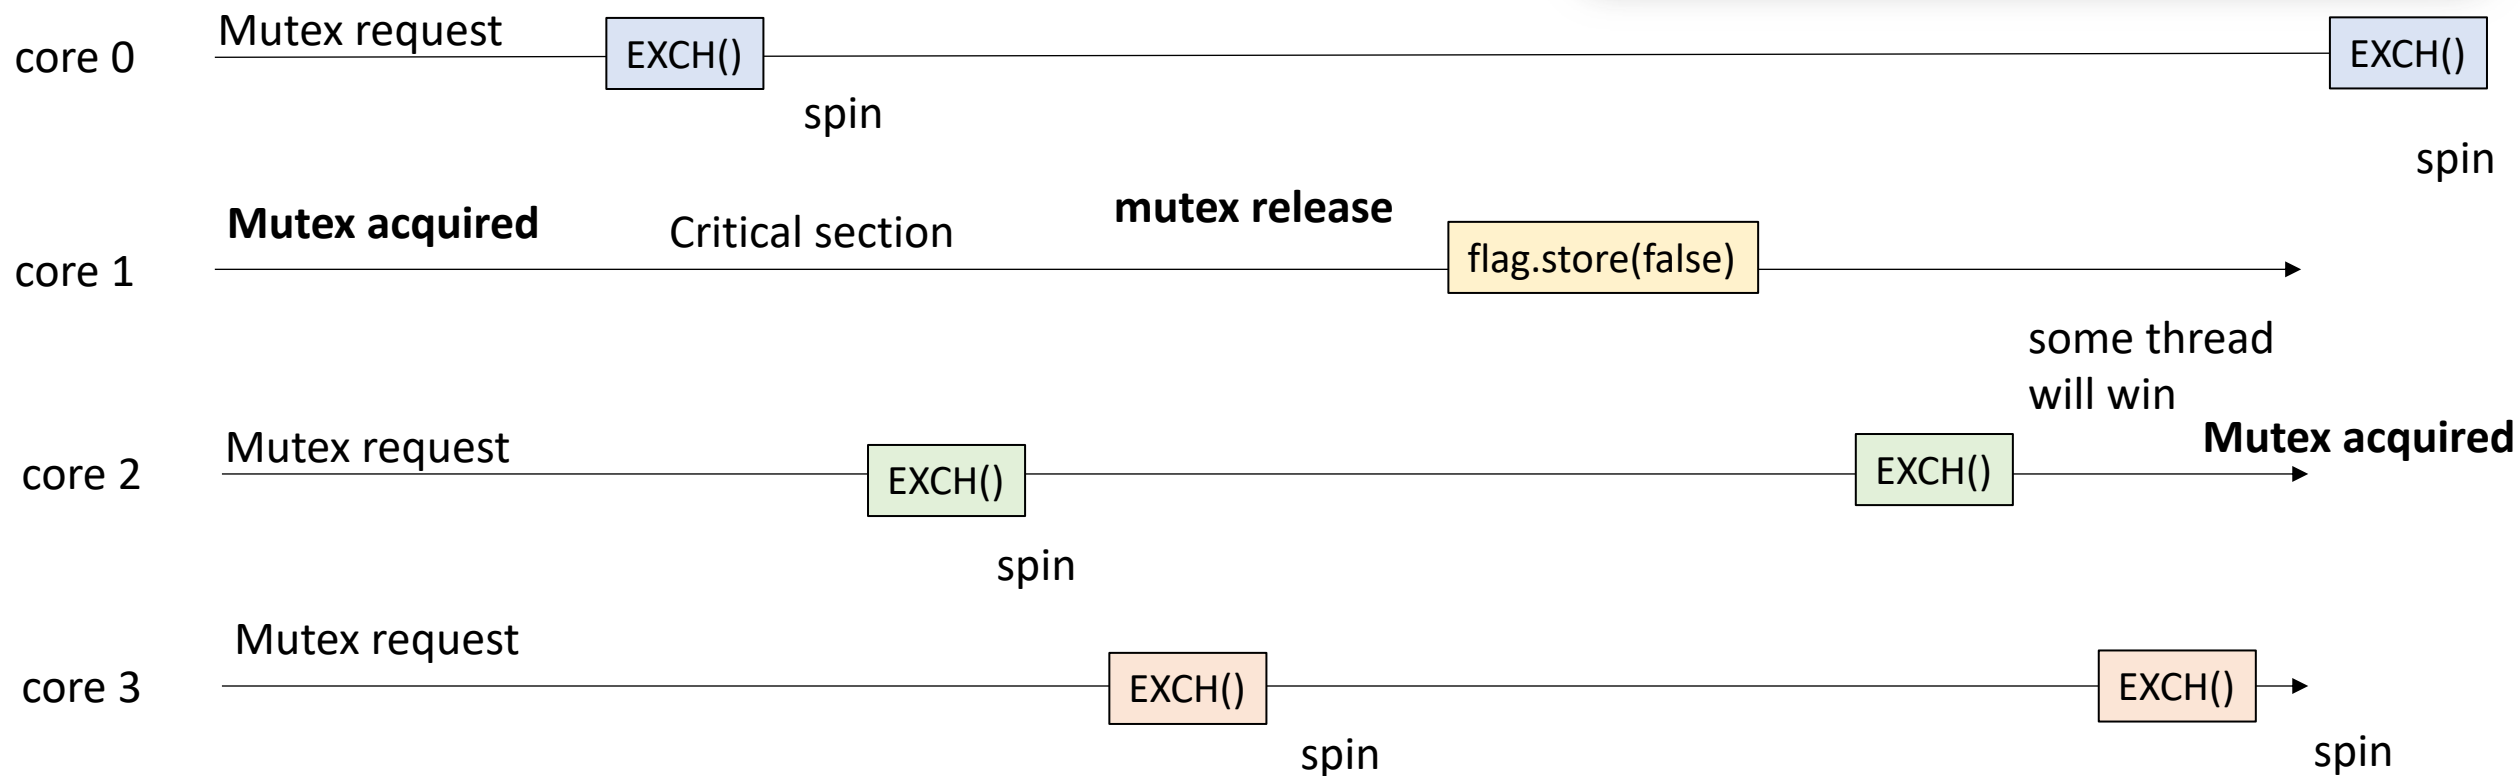 Mutex request
core 0
EXCH()
EXCH()
spin
spin
Mutex acquired
Critical section
mutex release
core 1
flag.store(false)
some thread
will win
Mutex acquired
Mutex request
core 2
EXCH()
EXCH()
spin
Mutex request
core 3
EXCH()
EXCH()
spin
spin